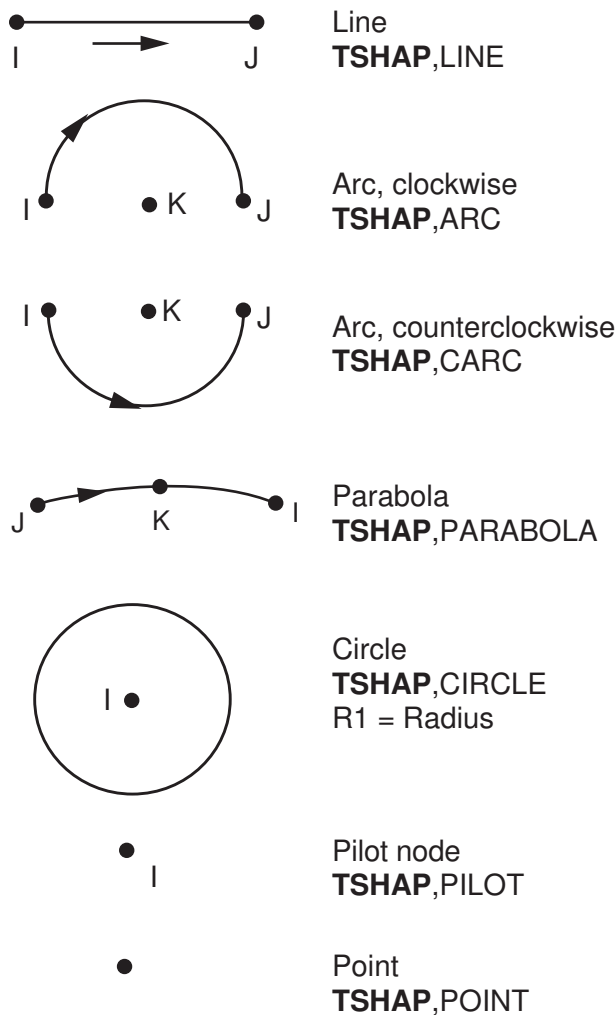 I J
Line
TSHAP,LINE
I K J
Arc, clockwise
TSHAP,ARC
I K J
Arc, counterclockwise
TSHAP,CARC
J K I
Parabola
TSHAP,PARABOLA
I
Circle
TSHAP,CIRCLE
R1 = Radius
I
Pilot node
TSHAP,PILOT
Point
TSHAP,POINT